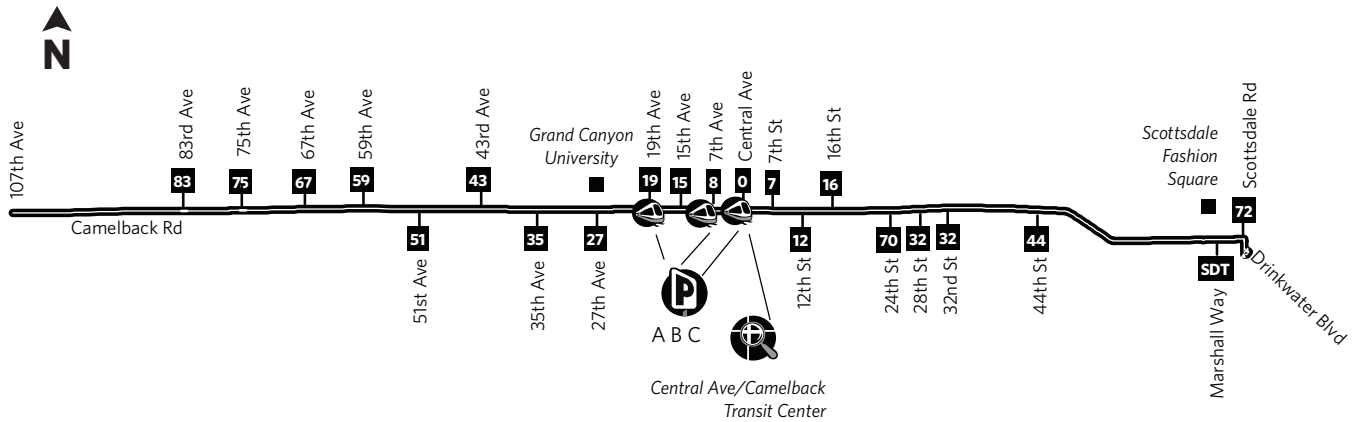 N
107th Ave
83rd Ave
75th Ave
67th Ave
59th Ave
43rd Ave
Grand Canyon
University
19th Ave
15th Ave
7th Ave
Central Ave
7th St
16th St
Scottsdale
Fashion
Square
Scottsdale Rd
83
75
67
59
43
19
15
8
0
7
16
72
Camelback Rd
51
35
27
12
70
32
32
44
SDT
51st Ave
35th Ave
27th Ave
P
A B C
12th St
24th St
28th St
32nd St
44th St
Marshall Way
Drinkwater Blvd
Central Ave/Camelback
Transit Center